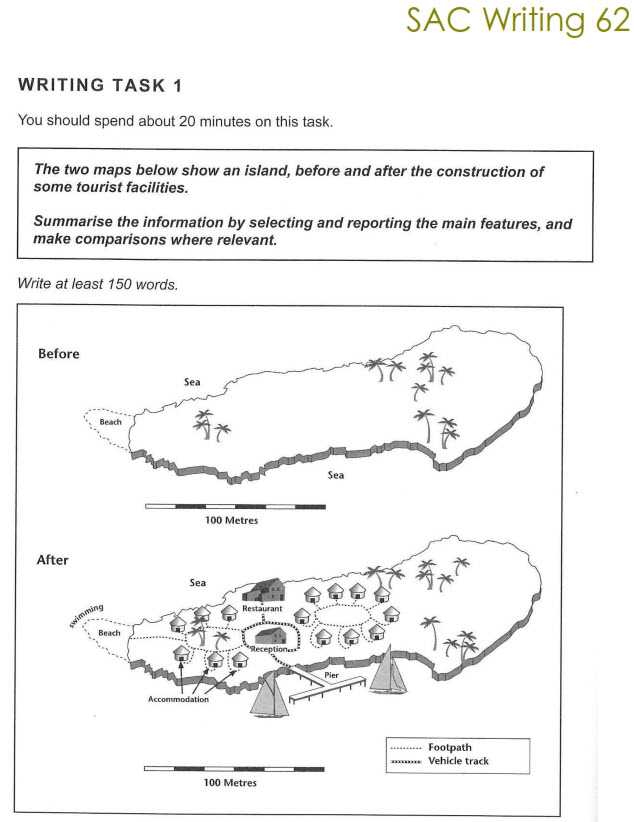 SAC Writing 62
WRITING TASK 1
You should spend about 20 minutes on this task.
The two maps below show an island, before and after the construction of
some tourist facilities.
Summarise the information by selecting and reporting the main features, and
make comparisons where relevant.
Write at least 150 words.
Before
Sea
Beach
Sea
100 Metres
After
Sea
swimming
Restaurant
Beach
Reception
Pier
Accommodation
Footpath
Vehicle track
100 Metres